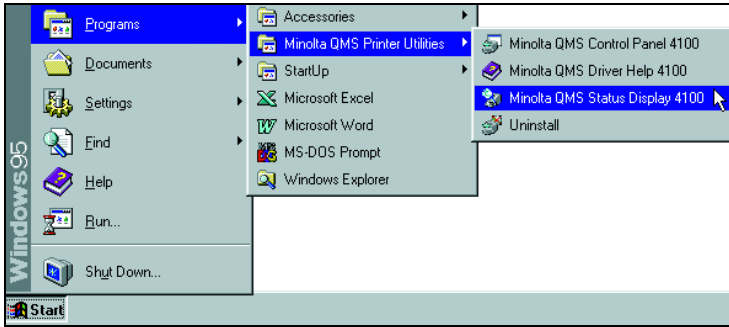 Programs
Documents
Settings
Find
Help
Run...
Shut Down...
Windows95
Start
Accessories
Minolta QMS Printer Utilities
StartUp
Microsoft Excel
Microsoft Word
MS-DOS Prompt
Windows Explorer
Minolta QMS Control Panel 4100
Minolta QMS Driver Help 4100
Minolta QMS Status Display 4100
Uninstall